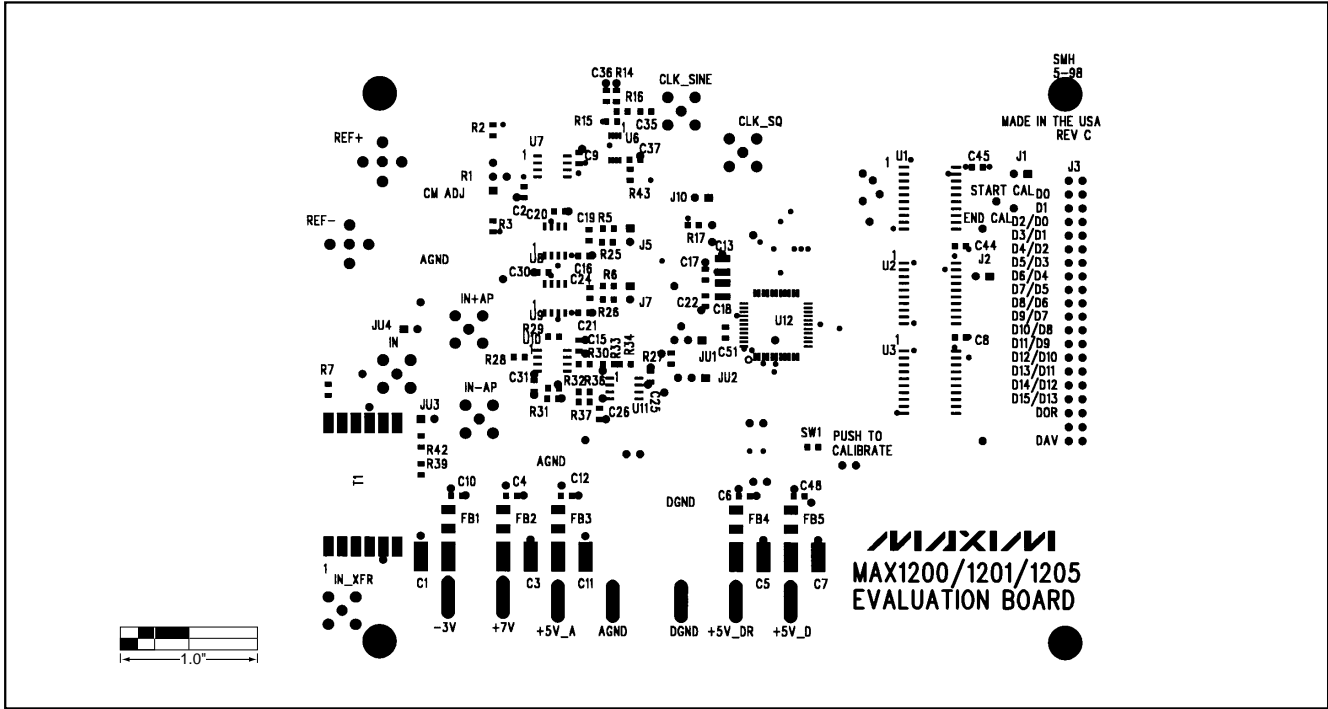 SMH
5-98
MADE IN THE USA
REV C
C36 R14
CLK_SINE
R16
R15
1
C35
U6
C37
R43
CLK_SQ
REF+
R2
U7
1
C9
R1
CM ADJ
C2
C20
R3
REF-
AGND
C19 R5
J5
R25
J10
R17
C13
1
U8
C16
C30
C24
R6
J7
C17
C22
C18
1
U9
R26
C21
R29
U10
1
C15
R30
R33
R34
R28
C31
R32
R36
1
R31
R37
C26
U11
R27
C25
JU1
JU2
C51
U12
IN+AP
JU4
IN
IN-AP
R7
JU3
R42
R39
T1
1
IN_XFR
U1
1
C45
J1
J3
START CAL
END CAL
C44
J2
U2
1
C8
U3
1
D0
D1
D2/D0
D3/D1
D4/D2
D5/D3
D6/D4
D7/D5
D8/D6
D9/D7
D10/D8
D11/D9
D12/D10
D13/D11
D14/D12
D15/D13
DOR
DAV
SW1
PUSH TO
CALIBRATE
AGND
DGND
C10
C4
C12
C6
C48
FB1
FB2
FB3
FB4
FB5
C1
C3
C11
C5
C7
-3V
+7V
+5V_A
AGND
DGND
+5V_DR
+5V_D
MAXIM
MAX1200/1201/1205
EVALUATION BOARD
1.0"